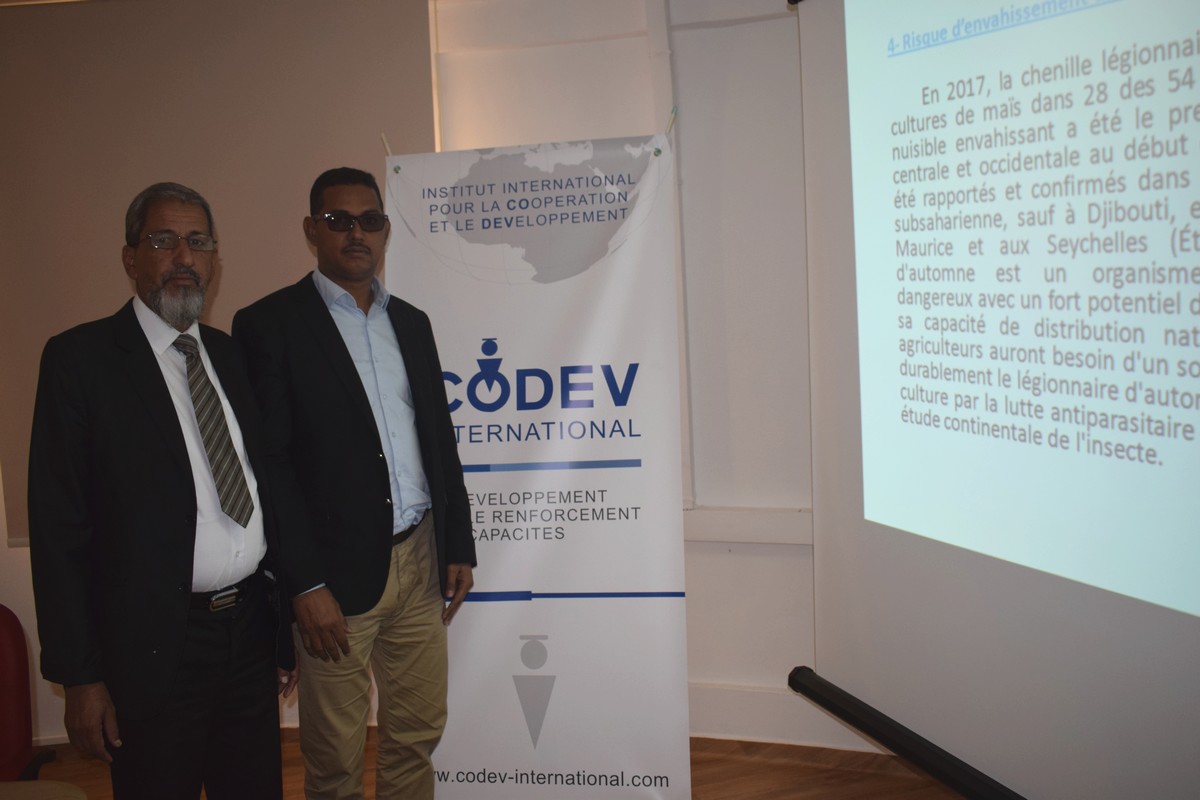 INSTITUT INTERNATIONAL
POUR LA COOPERATION
ET LE DEVELOPPEMENT
CODEV
TERNATIONAL
EVELOPPEMENT
LE RENFORCEMENT
CAPACITES
w.codev-international.com
4- Risque d'envahissement
En 2017, la chenille légionnai
cultures de maïs dans 28 des 54
nuisible envahissant a été le pré
centrale et occidentale au début
été rapportés et confirmés dans
subsaharienne, sauf à Djibouti, e
Maurice et aux Seychelles (Ét
d'automne est un organisme
dangereux avec un fort potentiel d
sa capacité de distribution nat
agriculteurs auront besoin d'un so
durablement le légionnaire d'auto
culture par la lutte antiparasitaire
étude continentale de l'insecte.